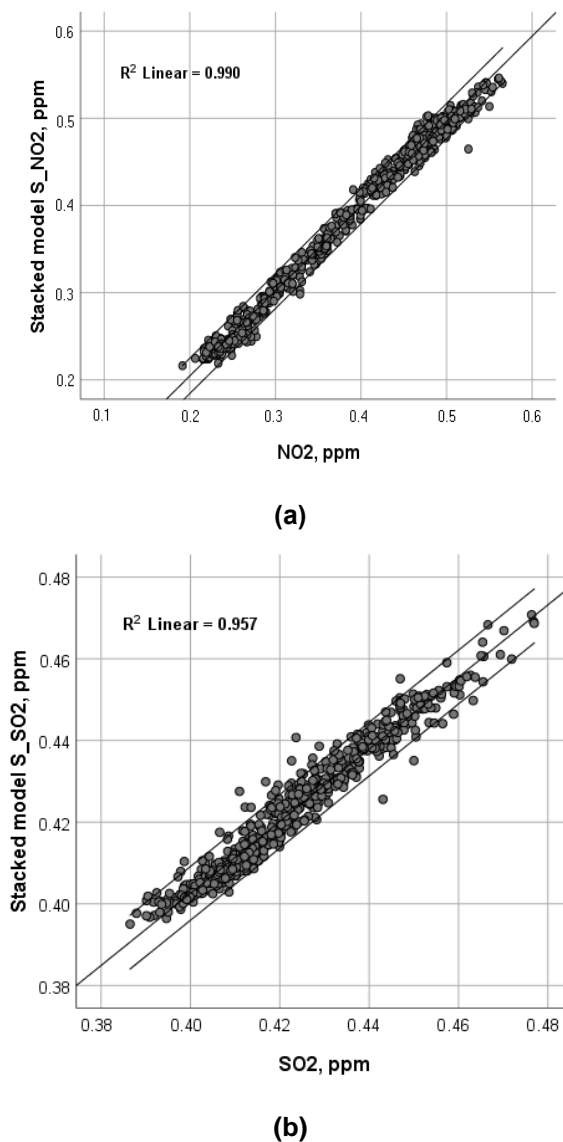 R² Linear = 0.990
Stacked model S_NO2, ppm
0.6
0.5
0.4
0.3
0.2
0.1 0.2 0.3 0.4 0.5 0.6
NO2, ppm
(a)
R² Linear = 0.957
Stacked model S_SO2, ppm
0.48
0.46
0.44
0.42
0.40
0.38
0.38 0.40 0.42 0.44 0.46 0.48
SO2, ppm
(b)